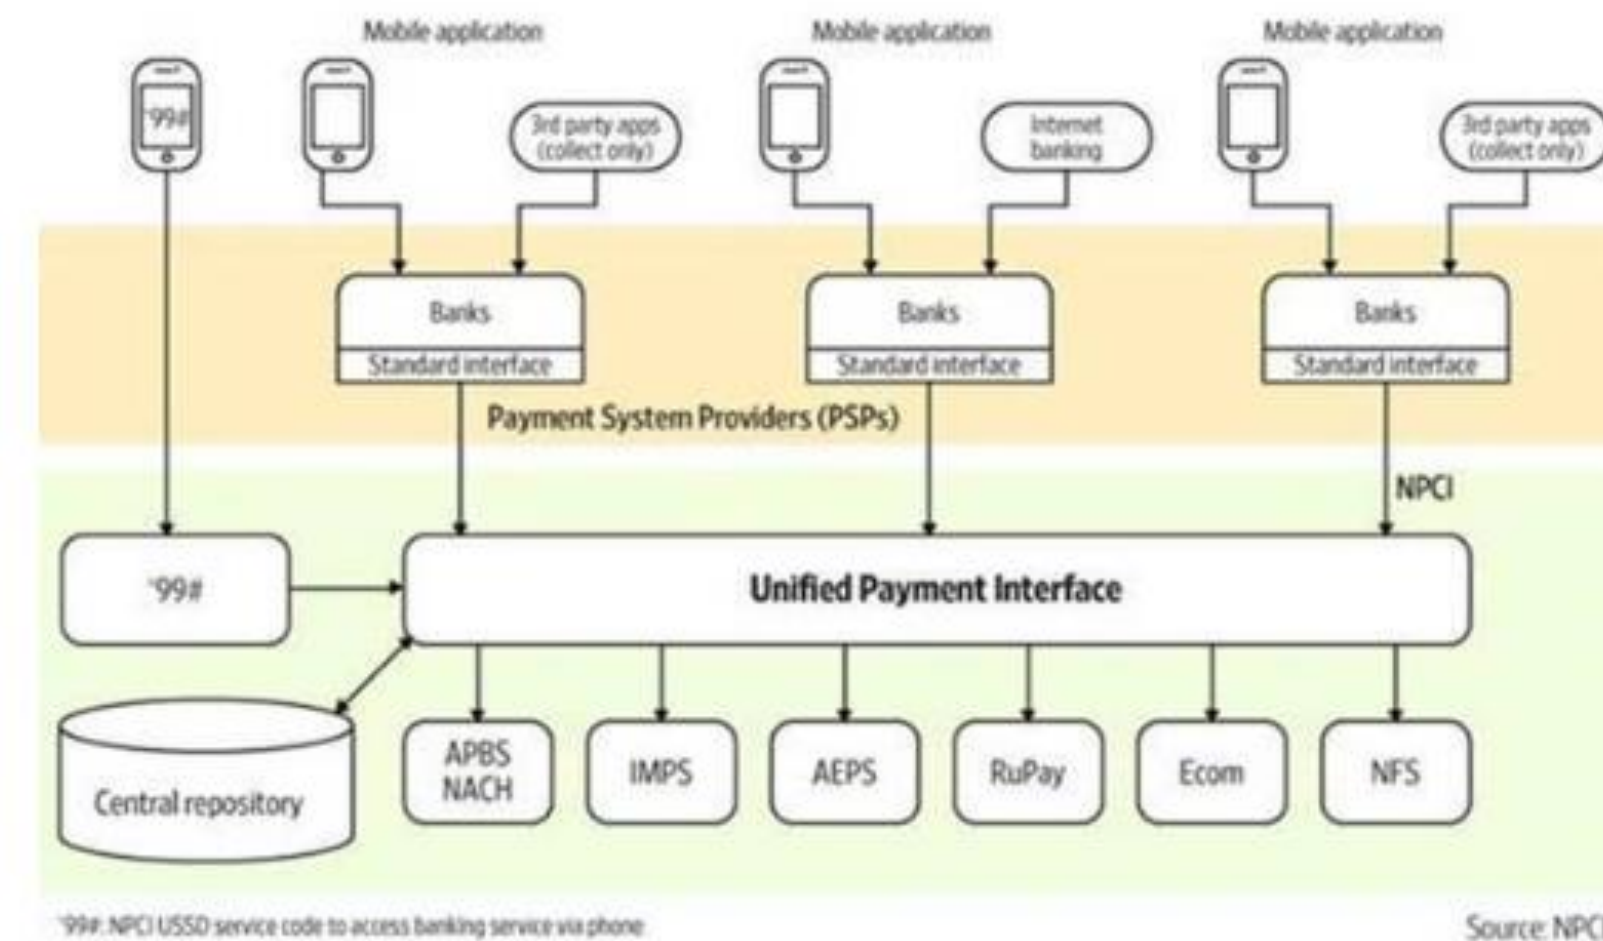 Mobile application
Mobile application
Mobile application
*99#
3rd party apps
(collect only)
Internet
banking
3rd party apps
(collect only)
Banks
Standard interface
Banks
Standard interface
Banks
Standard interface
Payment System Providers (PSPs)
NPCI
*99#
Unified Payment Interface
Central repository
APBS
NACH
IMPS
AEPS
RuPay
Ecom
NFS
*99#: NPCI USSD service code to access banking service via phone
Source: NPCI